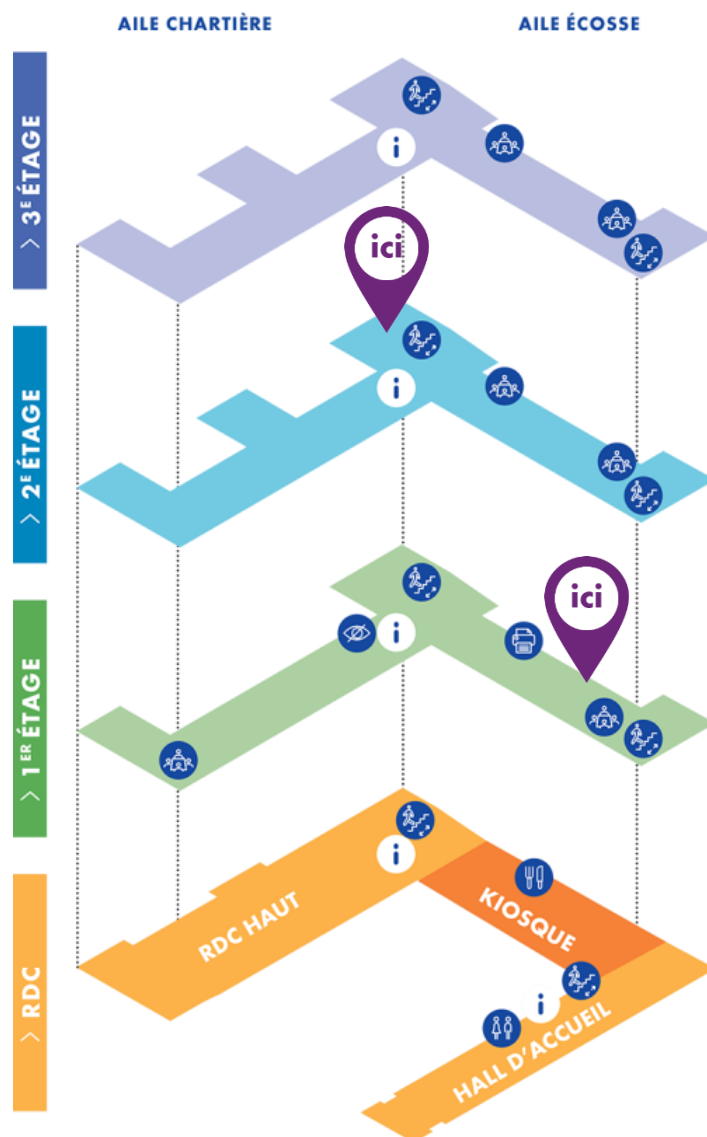 AILE CHARTIÈRE
AILE ÉCOSSE
> 3E ÉTAGE
i
ici
> 2E ÉTAGE
i
ici
> 1ER ÉTAGE
i
> RDC
i
RDC HAUT
KIOSQUE
i
HALL D'ACCUEIL